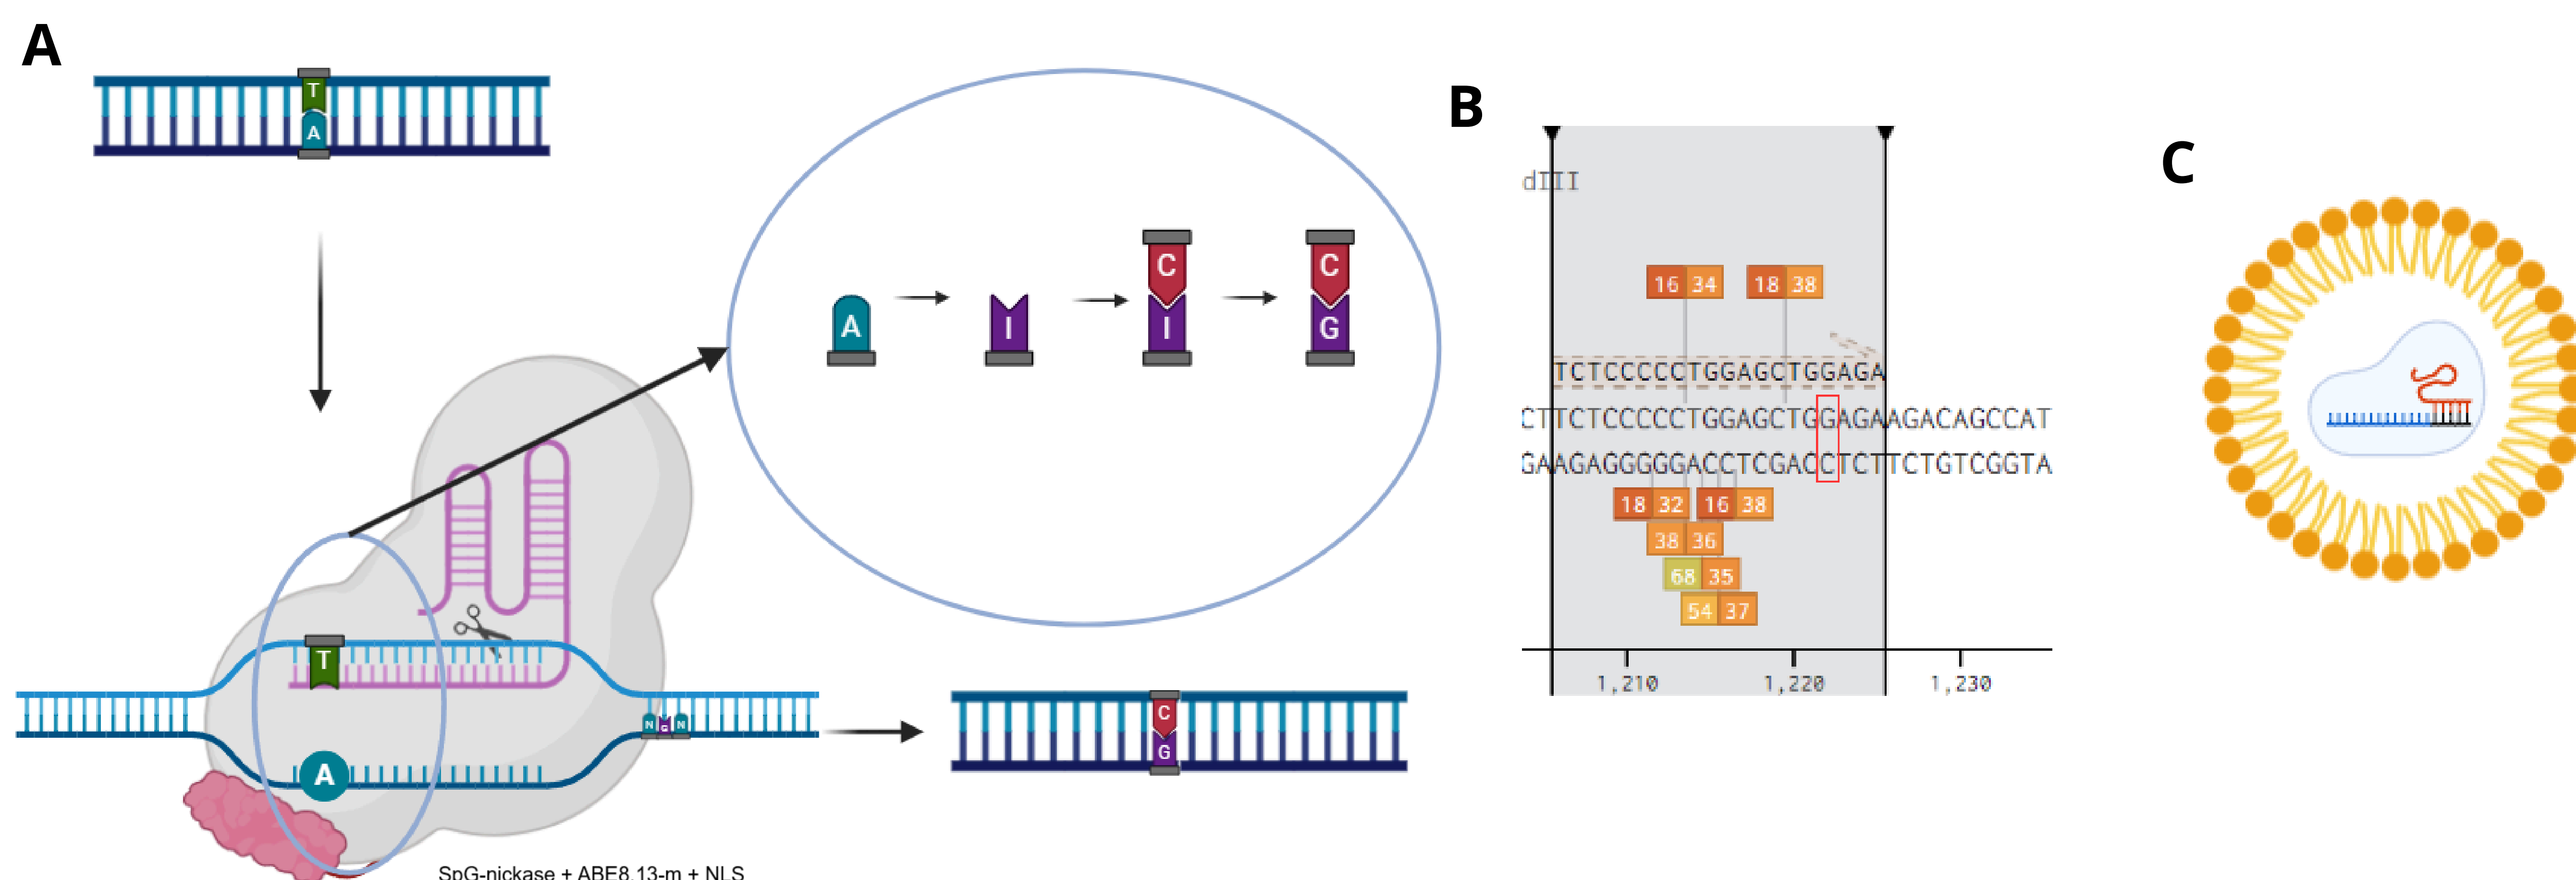 A
T
A
A
I
C
I
C
G
T
A
N G N
C
G
SpG-nickase + ABE8.13-m + NLS
B
dIII
16 34 18 38
TCTCCCCCTGGAGCTGGAGA
CTTCTCCCCCTGGAGCTGGAGAAGACAGCCAT
GAAGAGGGGGACCTCGACCTCTTCTGTCGGTA
18 32 16 38
38 36
68 35
54 37
1,210 1,220 1,230
C